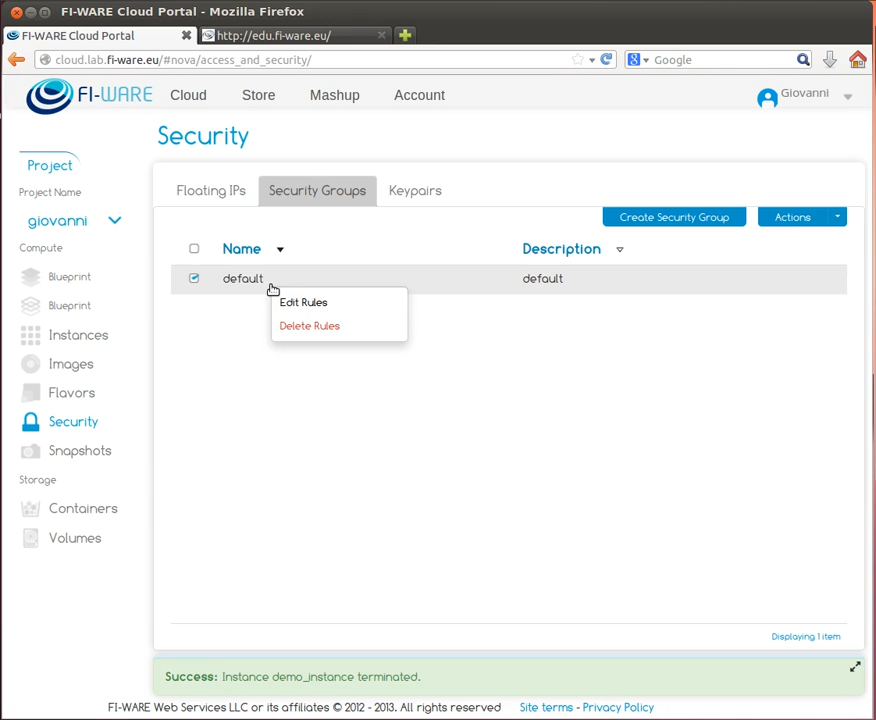 FI-WARE Cloud Portal - Mozilla Firefox
FI-WARE Cloud Portal
http://edu.fi-ware.eu/
cloud.lab.fi-ware.eu/#nova/access_and_security/
Google
FI-WARE
Cloud
Store
Mashup
Account
Giovanni
Security
Project
Project Name
giovanni
Compute
Blueprint
Blueprint
Instances
Images
Flavors
Security
Snapshots
Storage
Containers
Volumes
Floating IPs
Security Groups
Keypairs
Create Security Group
Actions
Name
Description
default
default
Edit Rules
Delete Rules
Displaying 1 item
Success: Instance demo_instance terminated.
FI-WARE Web Services LLC or its affiliates © 2012 - 2013. All rights reserved Site terms - Privacy Policy